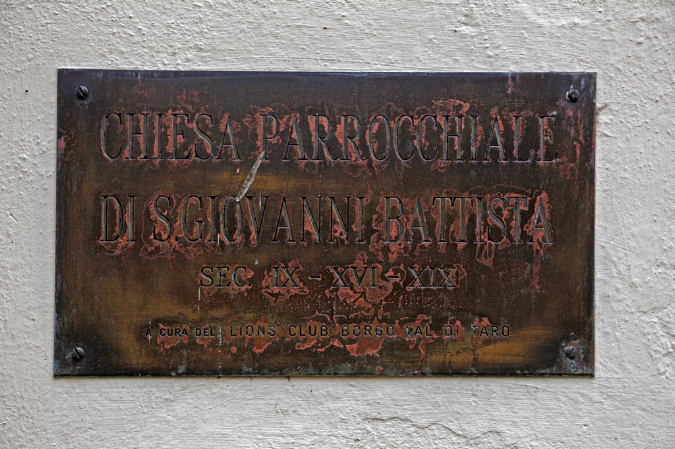 CHIESA PARROCCHIALE
DI S.GIOVANNI BATTISTA
SEC. IX - XVI - XIX
A CURA DEL LIONS CLUB BORGO VAL DI TARO